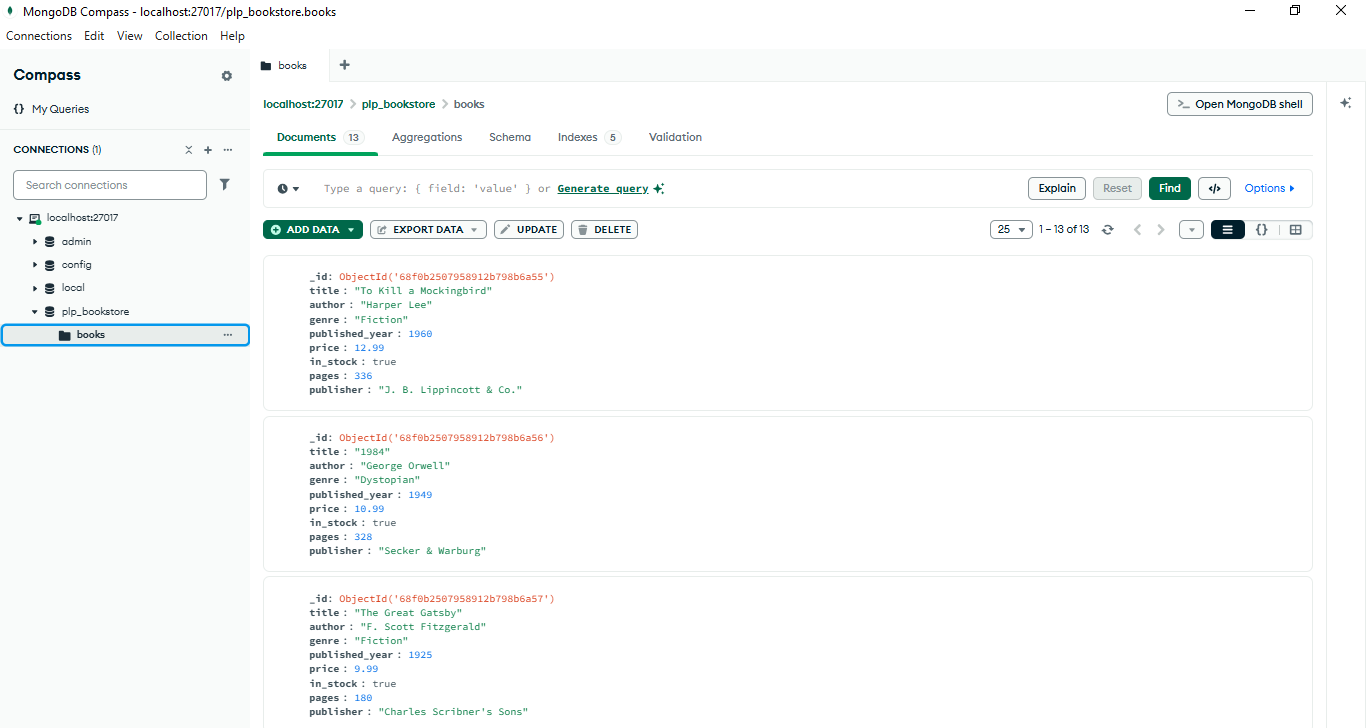 MongoDB Compass - localhost:27017/plp_bookstore.books
Connections Edit View Collection Help
Compass
My Queries
CONNECTIONS (1)
Search connections
localhost:27017
admin
config
local
plp_bookstore
books
books
localhost:27017 > plp_bookstore > books
>_ Open MongoDB shell
Documents 13 Aggregations Schema Indexes 5 Validation
Type a query: { field: 'value' } or Generate query
Explain Reset Find </> Options
ADD DATA EXPORT DATA UPDATE DELETE
25 1 – 13 of 13 {}
_id: ObjectId('68f0b2507958912b798b6a55')
title : "To Kill a Mockingbird"
author : "Harper Lee"
genre : "Fiction"
published_year : 1960
price : 12.99
in_stock : true
pages : 336
publisher : "J. B. Lippincott & Co."
_id: ObjectId('68f0b2507958912b798b6a56')
title : "1984"
author : "George Orwell"
genre : "Dystopian"
published_year : 1949
price : 10.99
in_stock : true
pages : 328
publisher : "Secker & Warburg"
_id: ObjectId('68f0b2507958912b798b6a57')
title : "The Great Gatsby"
author : "F. Scott Fitzgerald"
genre : "Fiction"
published_year : 1925
price : 9.99
in_stock : true
pages : 180
publisher : "Charles Scribner's Sons"